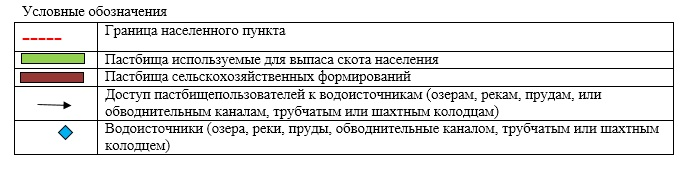 Условные обозначения
Граница населенного пункта
Пастбища используемые для выпаса скота населения
Пастбища сельскохозяйственных формирований
Доступ пастбищепользователей к водоисточникам (озерам, рекам, прудам, или
обводнительным каналам, трубчатым или шахтным колодцам)
Водоисточники (озера, реки, пруды, обводнительные каналом, трубчатым или шахтным
колодцем)